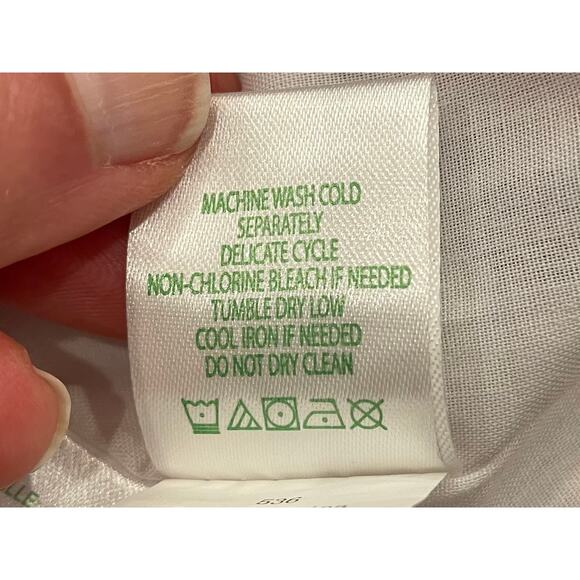 MACHINE WASH COLD
SEPARATELY
DELICATE CYCLE
NON-CHLORINE BLEACH IF NEEDED
TUMBLE DRY LOW
COOL IRON IF NEEDED
DO NOT DRY CLEAN
536